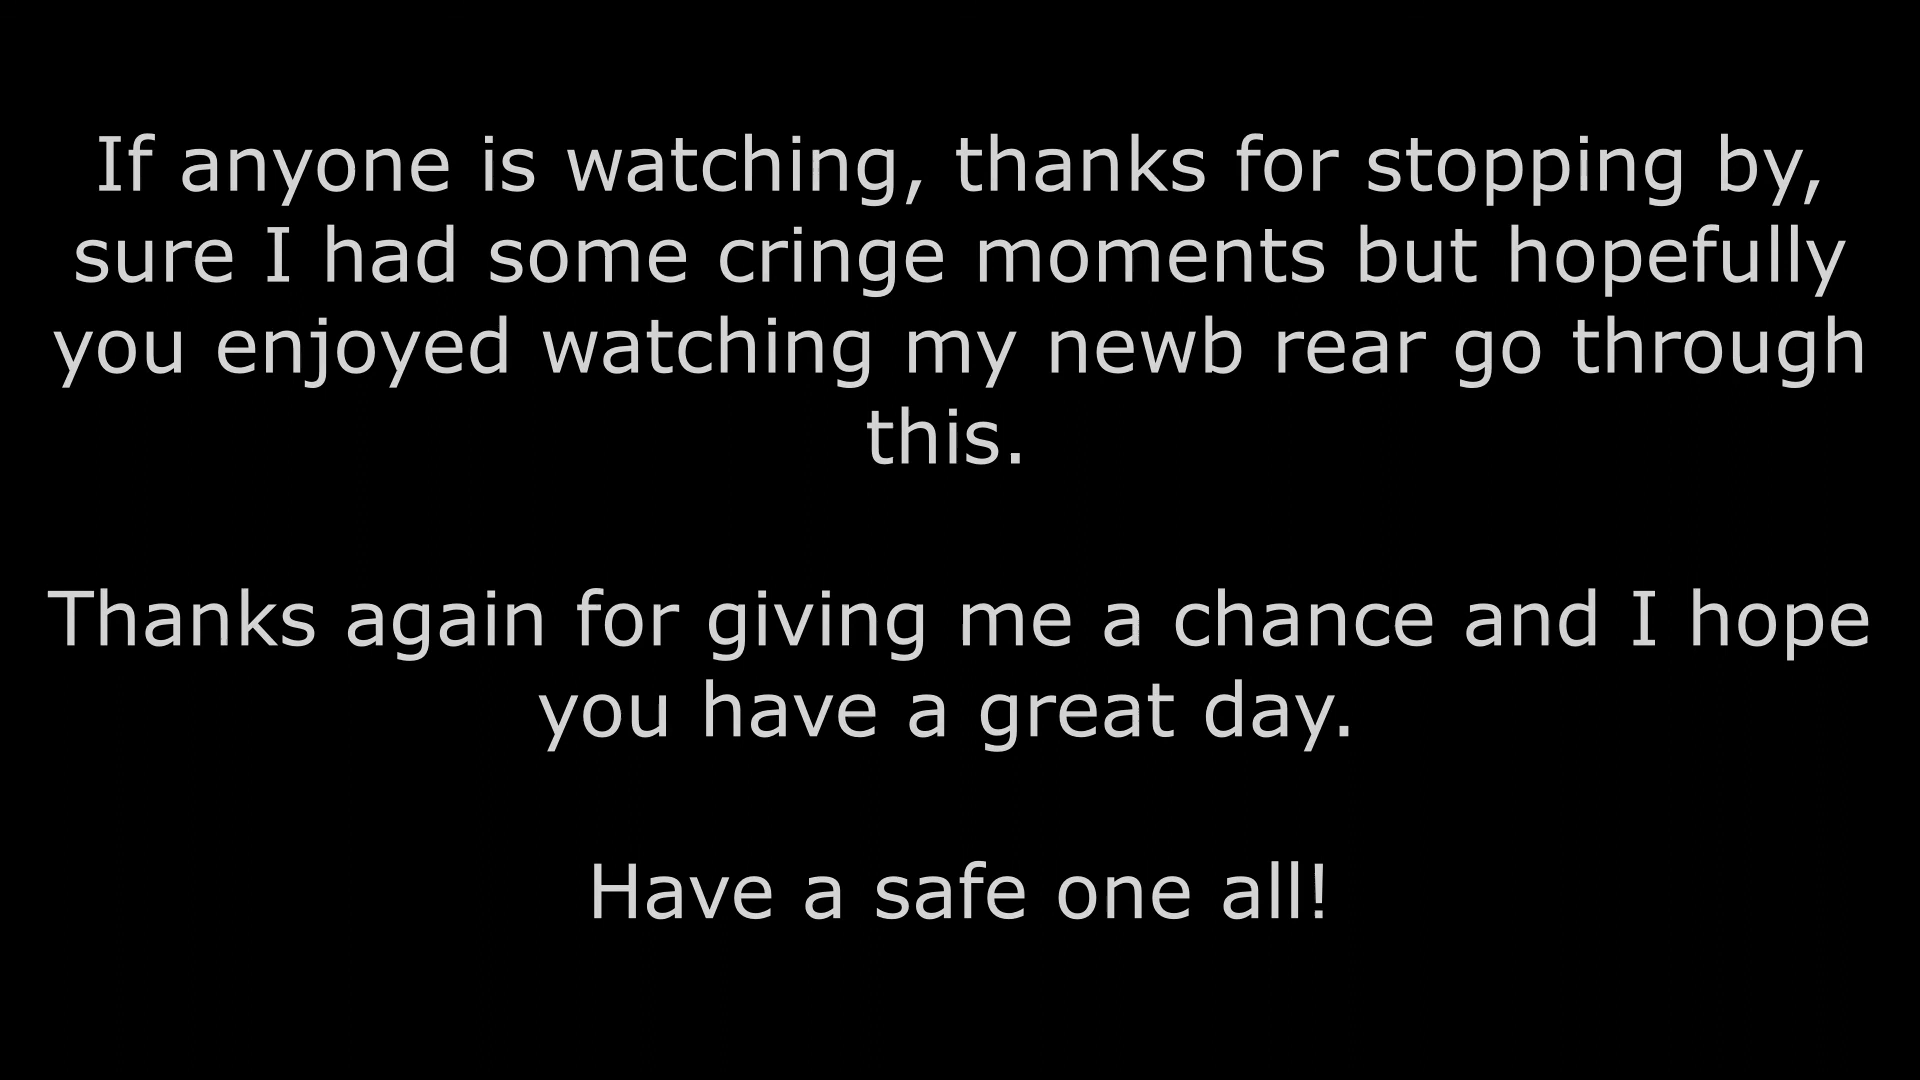 If anyone is watching, thanks for stopping by,
sure I had some cringe moments but hopefully
you enjoyed watching my newb rear go through
this.
Thanks again for giving me a chance and I hope
you have a great day.
Have a safe one all!